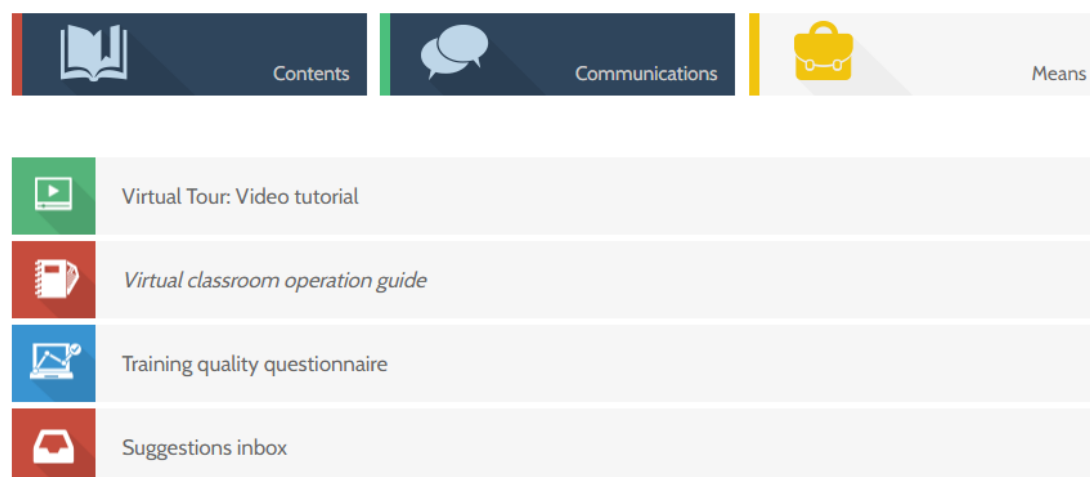 Contents
Communications
Means
Virtual Tour: Video tutorial
Virtual classroom operation guide
Training quality questionnaire
Suggestions inbox